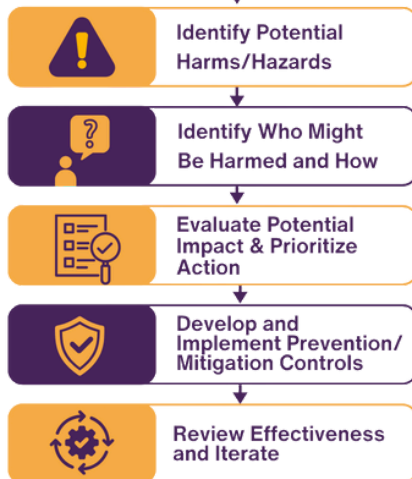 Identify Potential
Harms/Hazards
?
Identify Who Might
Be Harmed and How
Evaluate Potential
Impact & Prioritize
Action
Develop and
Implement Prevention/
Mitigation Controls
Review Effectiveness
and Iterate